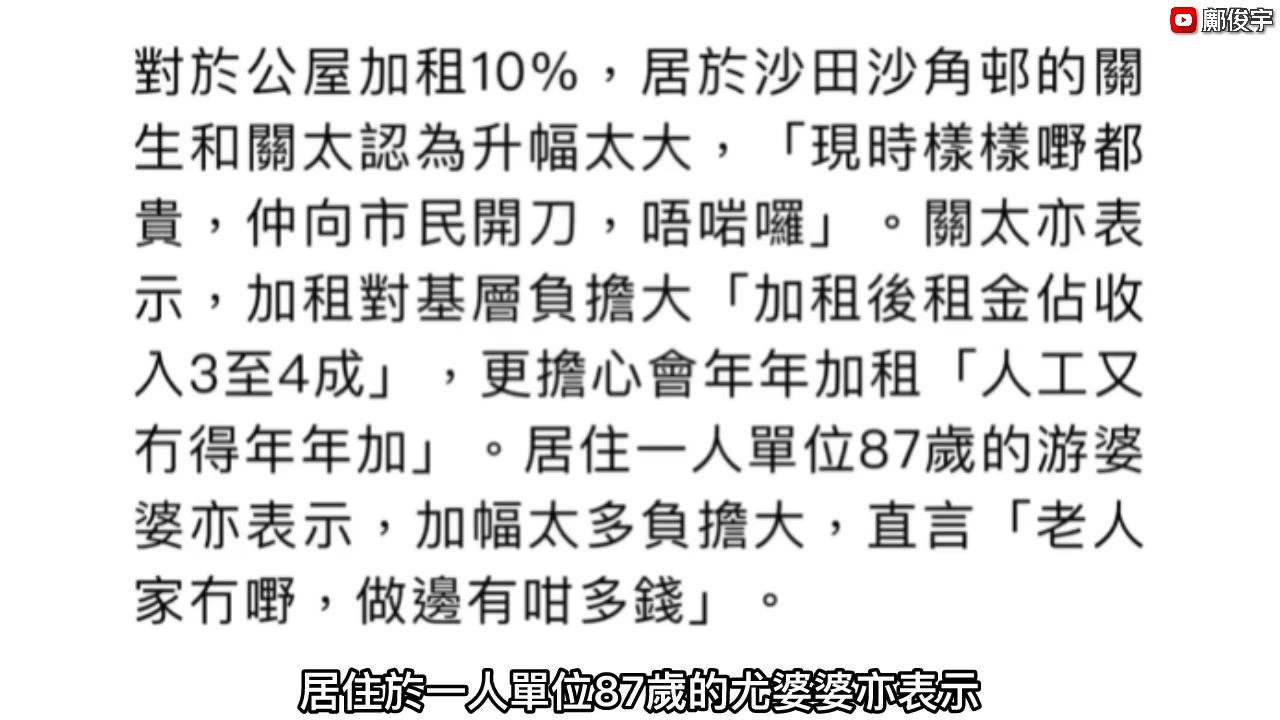 鄺俊宇
對於公屋加租10%，居於沙田沙角邨的關
生和關太認為升幅太大，「現時樣樣嘢都
貴，仲向市民開刀，唔啱囉」。關太亦表
示，加租對基層負擔大「加租後租金佔收
入3至4成」，更擔心會年年加租「人工又
冇得年年加」。居住一人單位87歲的游婆
婆亦表示，加幅太多負擔大，直言「老人
家冇嘢，做邊有咁多錢」。
居住於一人單位87歲的尤婆婆亦表示